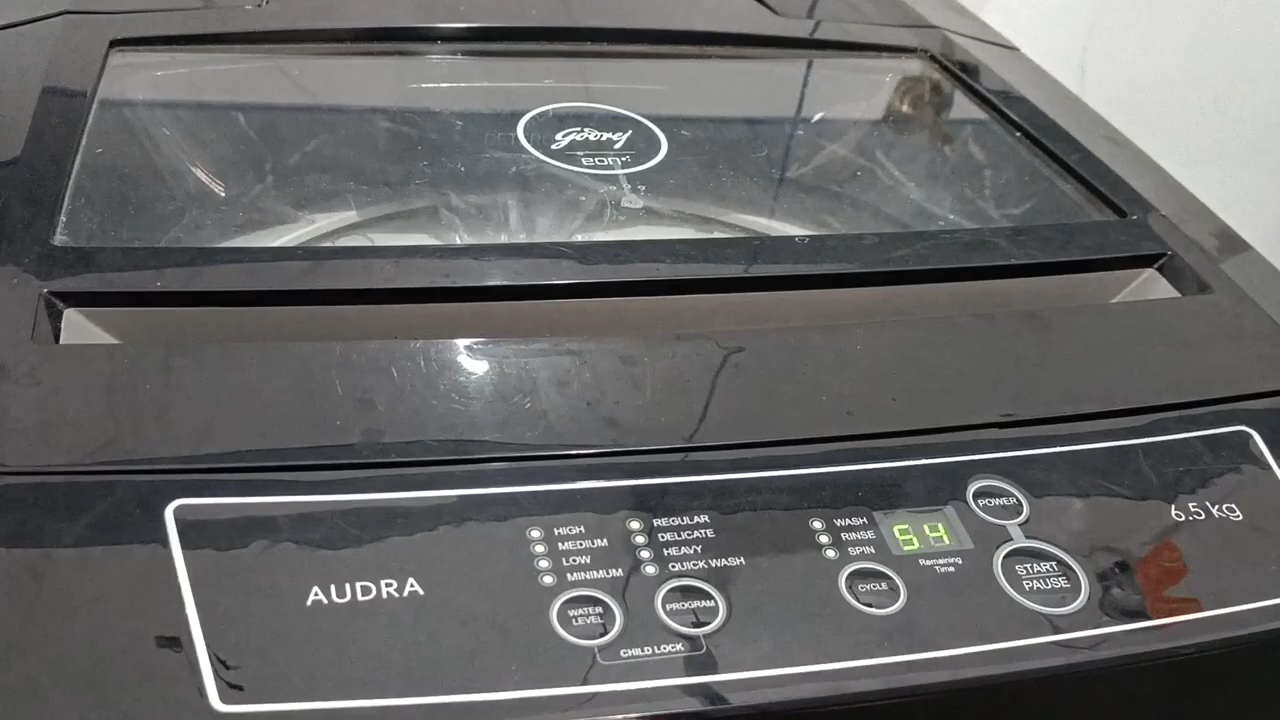 Godrej
eon
AUDRA
HIGH
MEDIUM
LOW
MINIMUM
WATER
LEVEL
REGULAR
DELICATE
HEAVY
QUICK WASH
PROGRAM
CHILD LOCK
WASH
RINSE
SPIN
CYCLE
54
Remaining
Time
POWER
START
PAUSE
6.5 kg